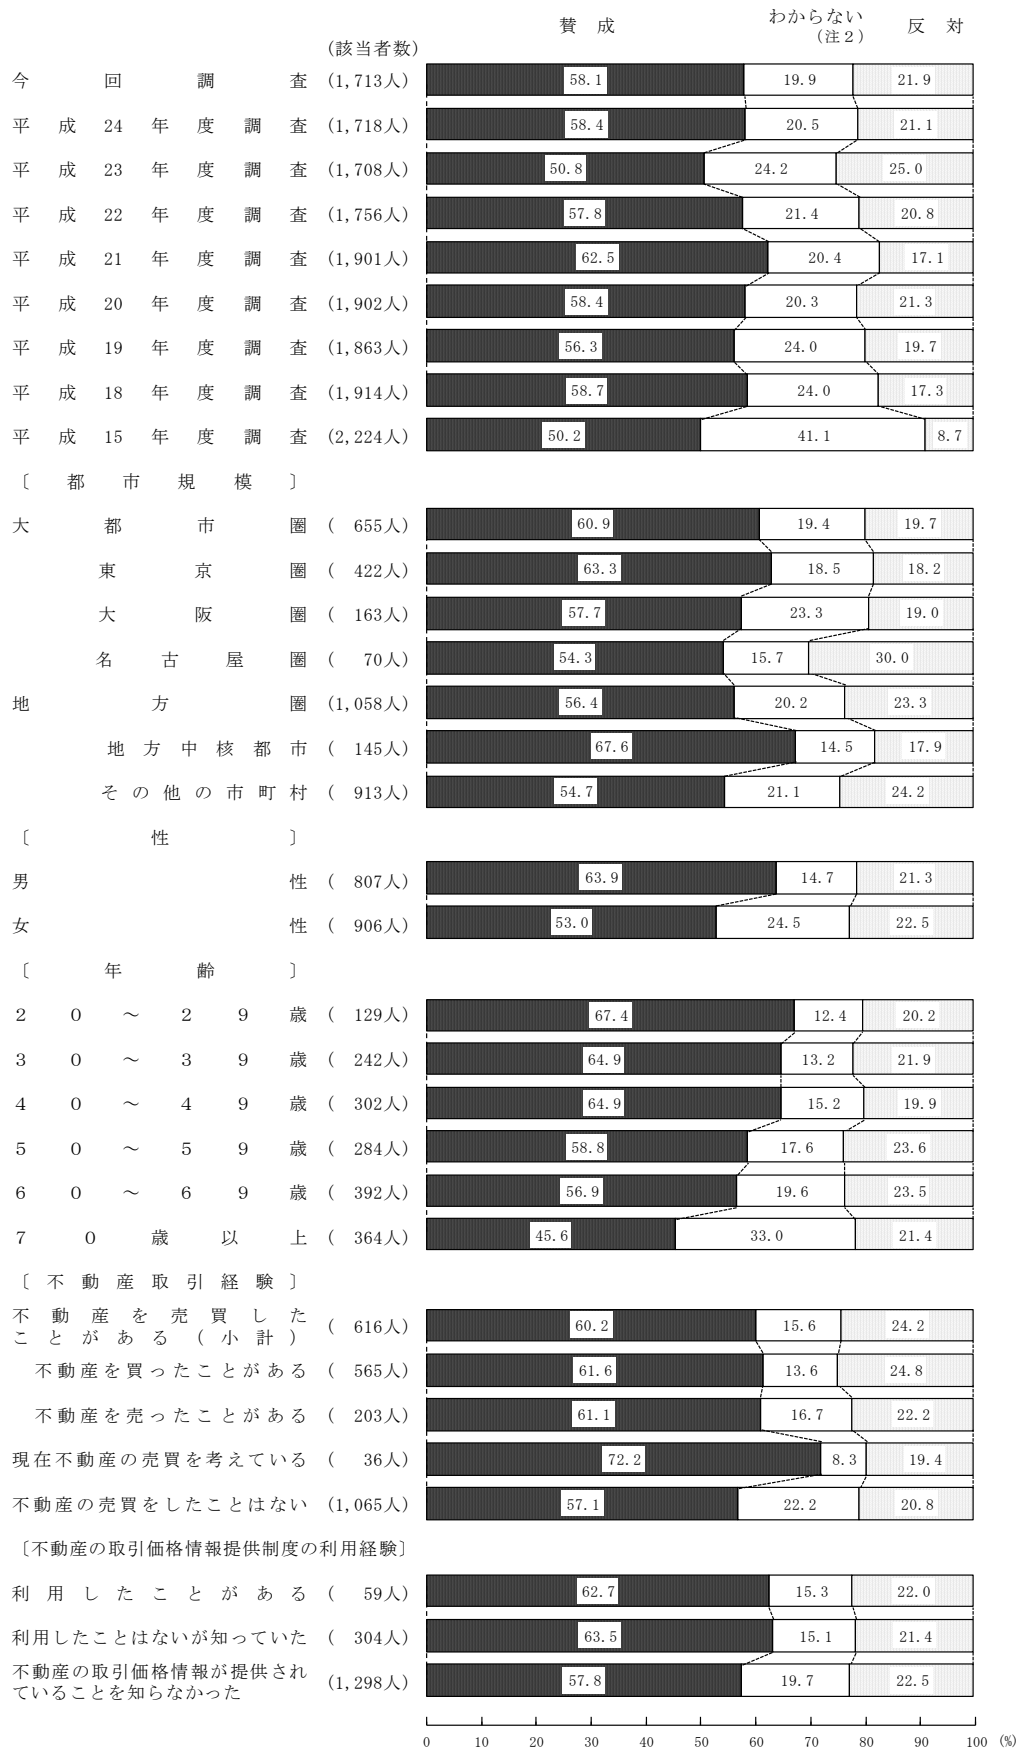 賛 成 わからない 反 対
(注２)
(該当者数)
今回調査 (1,713人) 58.1 19.9 21.9
平成24年度調査 (1,718人) 58.4 20.5 21.1
平成23年度調査 (1,708人) 50.8 24.2 25.0
平成22年度調査 (1,756人) 57.8 21.4 20.8
平成21年度調査 (1,901人) 62.5 20.4 17.1
平成20年度調査 (1,902人) 58.4 20.3 21.3
平成19年度調査 (1,863人) 56.3 24.0 19.7
平成18年度調査 (1,914人) 58.7 24.0 17.3
平成15年度調査 (2,224人) 50.2 41.1 8.7
〔都市規模〕
大都市圏 ( 655人) 60.9 19.4 19.7
東京圏 ( 422人) 63.3 18.5 18.2
大阪圏 ( 163人) 57.7 23.3 19.0
名古屋圏 ( 70人) 54.3 15.7 30.0
地方圏 (1,058人) 56.4 20.2 23.3
地方中核都市 ( 145人) 67.6 14.5 17.9
その他の市町村 ( 913人) 54.7 21.1 24.2
〔性〕
男性 ( 807人) 63.9 14.7 21.3
女性 ( 906人) 53.0 24.5 22.5
〔年齢〕
２０～２９歳 ( 129人) 67.4 12.4 20.2
３０～３９歳 ( 242人) 64.9 13.2 21.9
４０～４９歳 ( 302人) 64.9 15.2 19.9
５０～５９歳 ( 284人) 58.8 17.6 23.6
６０～６９歳 ( 392人) 56.9 19.6 23.5
７０歳以上 ( 364人) 45.6 33.0 21.4
〔不動産取引経験〕
不動産を売買した
ことがある(小計) ( 616人) 60.2 15.6 24.2
不動産を買ったことがある ( 565人) 61.6 13.6 24.8
不動産を売ったことがある ( 203人) 61.1 16.7 22.2
現在不動産の売買を考えている ( 36人) 72.2 8.3 19.4
不動産の売買をしたことはない (1,065人) 57.1 22.2 20.8
〔不動産の取引価格情報提供制度の利用経験〕
利用したことがある ( 59人) 62.7 15.3 22.0
利用したことはないが知っていた ( 304人) 63.5 15.1 21.4
不動産の取引価格情報が提供され
ていることを知らなかった (1,298人) 57.8 19.7 22.5
0 10 20 30 40 50 60 70 80 90 100 (%)